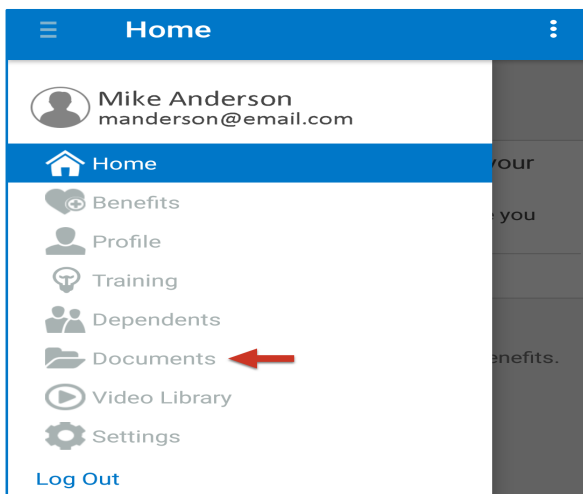 Home
Mike Anderson
manderson@email.com
Home
your
Benefits
you
Profile
Training
Dependents
Documents
enefits.
Video Library
Settings
Log Out